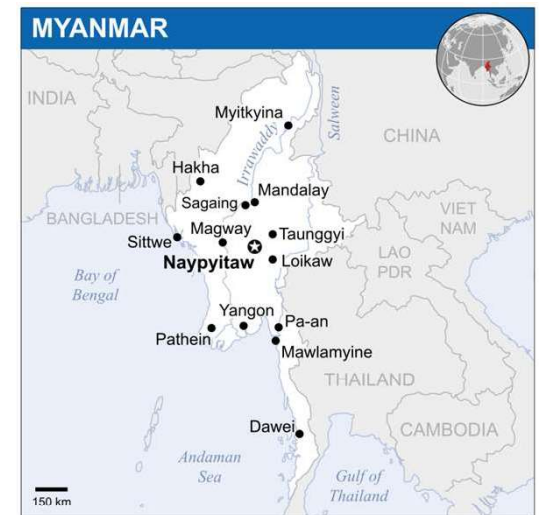 MYANMAR
INDIA
Myitkyina
Irrawaddy
Salween
CHINA
Hakha
Mandalay
Sagaing
BANGLADESH
VIET
NAM
Magway
Taunggyi
Sittwe
Naypyitaw
Loikaw
LAO
PDR
Bay of
Bengal
Yangon
Pa-an
Pathein
Mawlamyine
THAILAND
Dawei
CAMBODIA
Andaman
Sea
Gulf of
Thailand
150 km